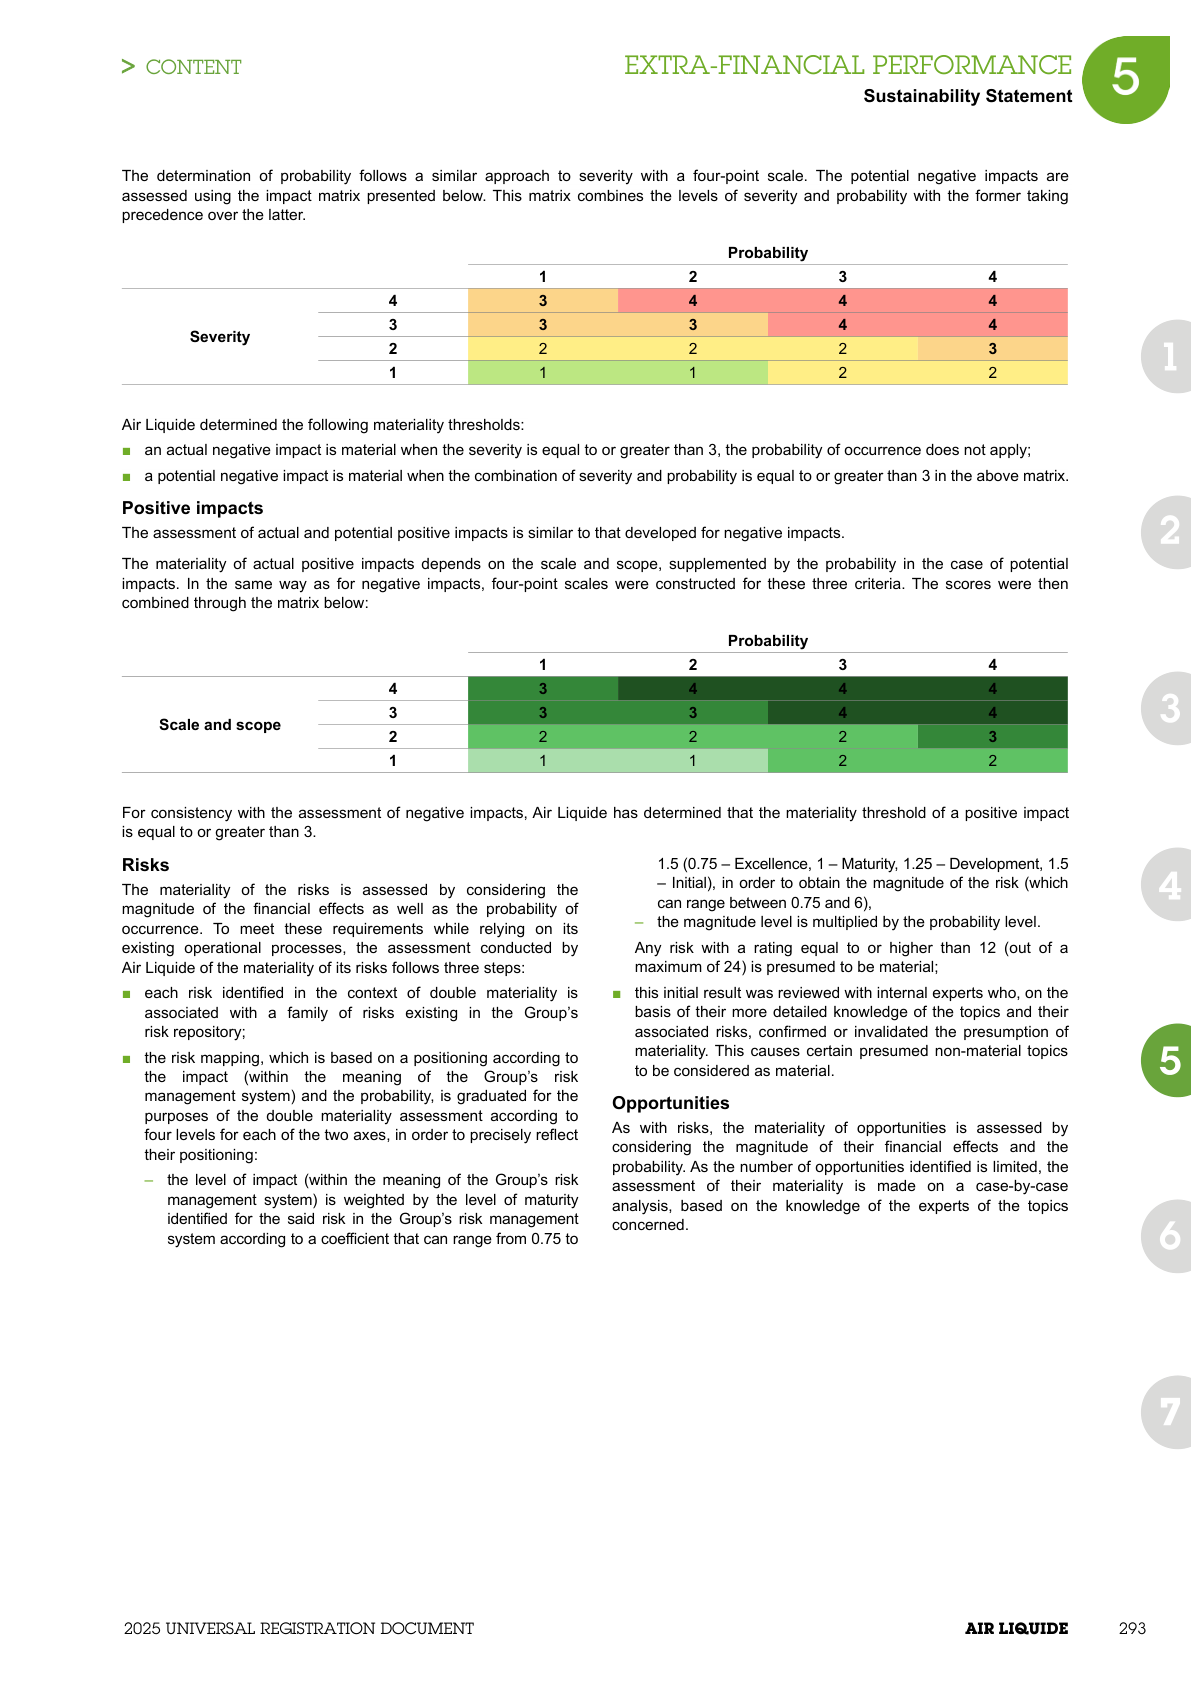 > CONTENT
EXTRA-FINANCIAL PERFORMANCE
Sustainability Statement
5
The determination of probability follows a similar approach to severity with a four-point scale. The potential negative impacts are
assessed using the impact matrix presented below. This matrix combines the levels of severity and probability with the former taking
precedence over the latter.
Probability
1 2 3 4
Severity
4 3 4 4 4
3 3 3 4 4
2 2 2 2 3
1 1 1 2 2
Air Liquide determined the following materiality thresholds:
■ an actual negative impact is material when the severity is equal to or greater than 3, the probability of occurrence does not apply;
■ a potential negative impact is material when the combination of severity and probability is equal to or greater than 3 in the above matrix.
Positive impacts
The assessment of actual and potential positive impacts is similar to that developed for negative impacts.
The materiality of actual positive impacts depends on the scale and scope, supplemented by the probability in the case of potential
impacts. In the same way as for negative impacts, four-point scales were constructed for these three criteria. The scores were then
combined through the matrix below:
Probability
1 2 3 4
Scale and scope
4 3 4 4 4
3 3 3 4 4
2 2 2 2 3
1 1 1 2 2
For consistency with the assessment of negative impacts, Air Liquide has determined that the materiality threshold of a positive impact
is equal to or greater than 3.
Risks
The materiality of the risks is assessed by considering the
magnitude of the financial effects as well as the probability of
occurrence. To meet these requirements while relying on its
existing operational processes, the assessment conducted by
Air Liquide of the materiality of its risks follows three steps:
■ each risk identified in the context of double materiality is
associated with a family of risks existing in the Group's
risk repository;
■ the risk mapping, which is based on a positioning according to
the impact (within the meaning of the Group's risk
management system) and the probability, is graduated for the
purposes of the double materiality assessment according to
four levels for each of the two axes, in order to precisely reflect
their positioning:
– the level of impact (within the meaning of the Group's risk
management system) is weighted by the level of maturity
identified for the said risk in the Group's risk management
system according to a coefficient that can range from 0.75 to
1.5 (0.75 – Excellence, 1 – Maturity, 1.25 – Development, 1.5
– Initial), in order to obtain the magnitude of the risk (which
can range between 0.75 and 6),
– the magnitude level is multiplied by the probability level.
Any risk with a rating equal to or higher than 12 (out of a
maximum of 24) is presumed to be material;
■ this initial result was reviewed with internal experts who, on the
basis of their more detailed knowledge of the topics and their
associated risks, confirmed or invalidated the presumption of
materiality. This causes certain presumed non-material topics
to be considered as material.
Opportunities
As with risks, the materiality of opportunities is assessed by
considering the magnitude of their financial effects and the
probability. As the number of opportunities identified is limited, the
assessment of their materiality is made on a case-by-case
analysis, based on the knowledge of the experts of the topics
concerned.
1
2
3
4
5
6
7
2025 UNIVERSAL REGISTRATION DOCUMENT
AIR LIQUIDE
293